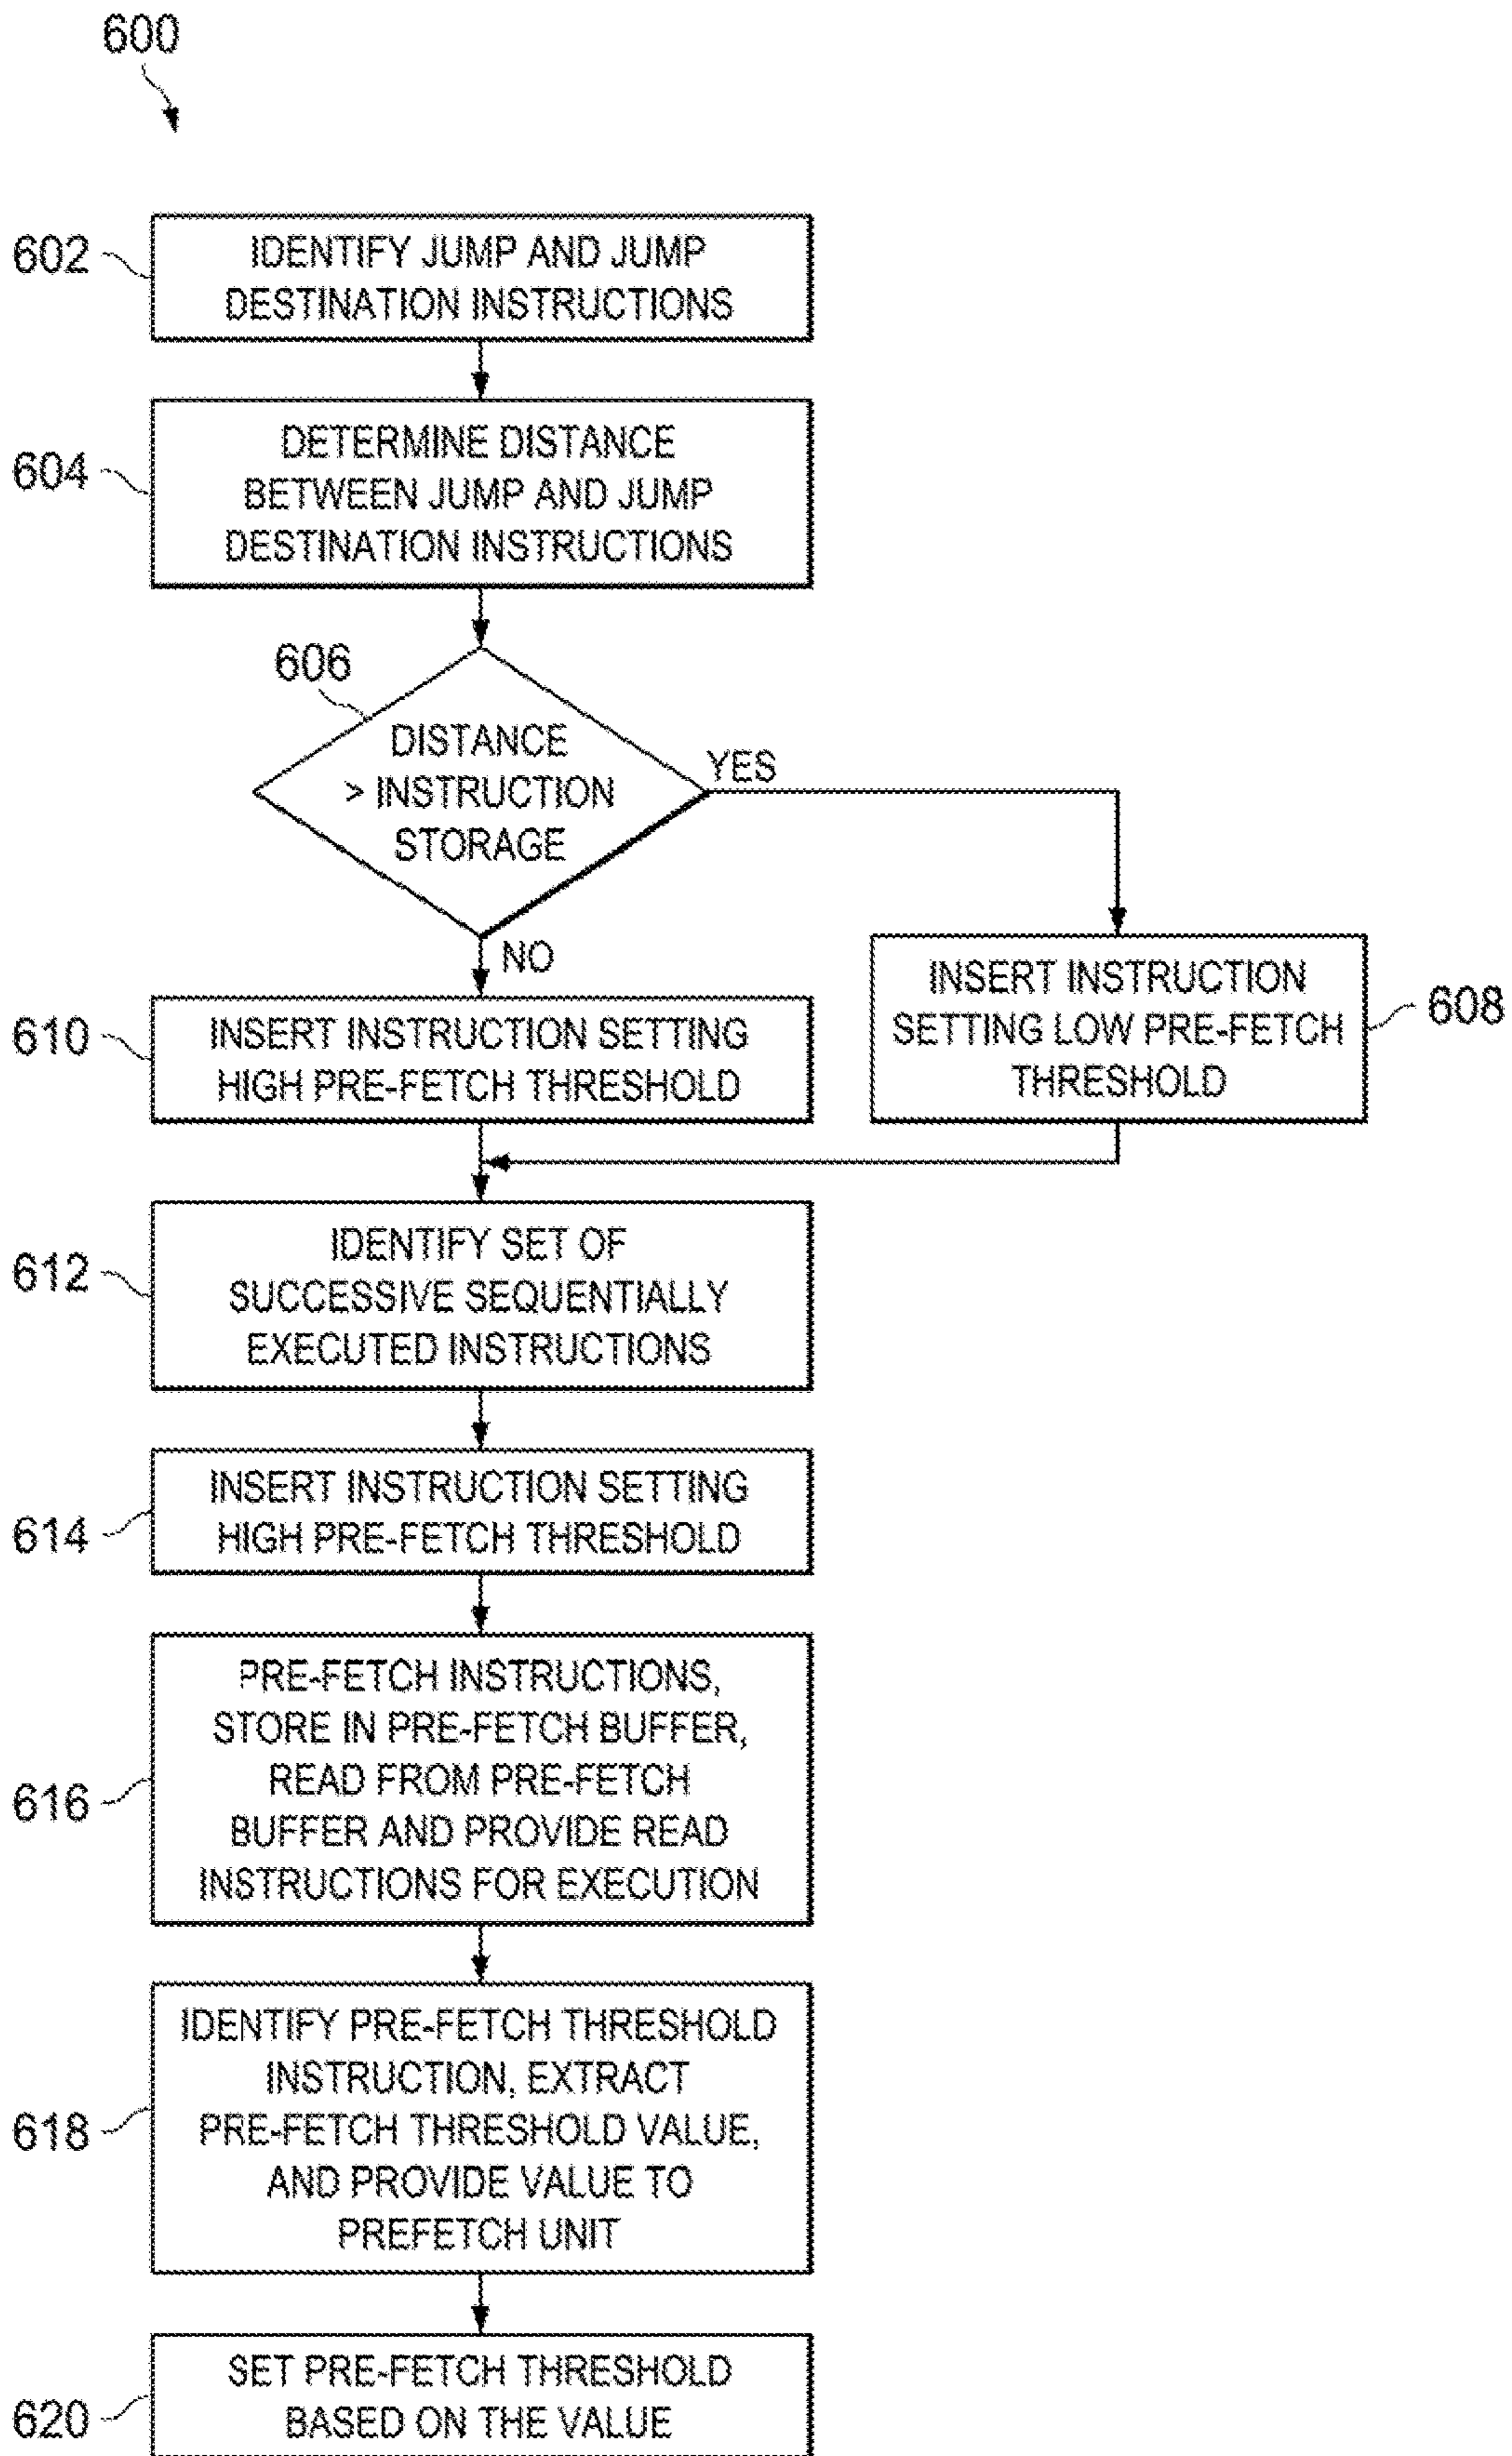 600
602
IDENTIFY JUMP AND JUMP
DESTINATION INSTRUCTIONS
604
DETERMINE DISTANCE
BETWEEN JUMP AND JUMP
DESTINATION INSTRUCTIONS
606
DISTANCE
> INSTRUCTION
STORAGE
YES
NO
608
INSERT INSTRUCTION
SETTING LOW PRE-FETCH
THRESHOLD
610
INSERT INSTRUCTION SETTING
HIGH PRE-FETCH THRESHOLD
612
IDENTIFY SET OF
SUCCESSIVE SEQUENTIALLY
EXECUTED INSTRUCTIONS
614
INSERT INSTRUCTION SETTING
HIGH PRE-FETCH THRESHOLD
616
PRE-FETCH INSTRUCTIONS,
STORE IN PRE-FETCH BUFFER,
READ FROM PRE-FETCH
BUFFER AND PROVIDE READ
INSTRUCTIONS FOR EXECUTION
618
IDENTIFY PRE-FETCH THRESHOLD
INSTRUCTION, EXTRACT
PRE-FETCH THRESHOLD VALUE,
AND PROVIDE VALUE TO
PREFETCH UNIT
620
SET PRE-FETCH THRESHOLD
BASED ON THE VALUE